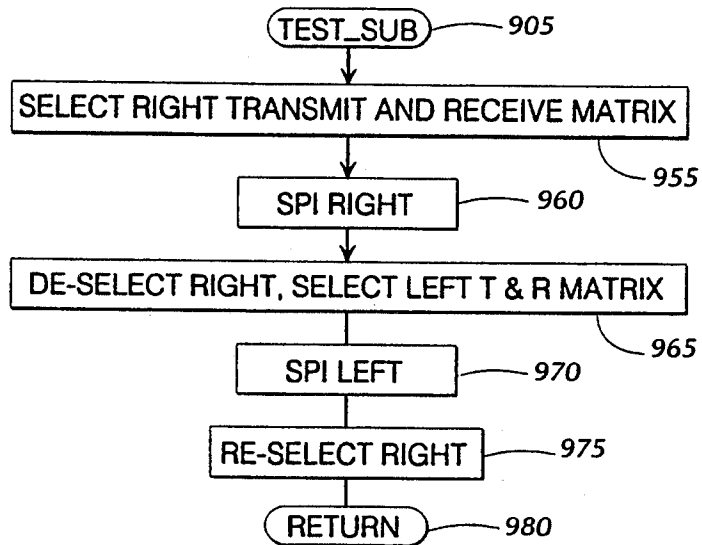 TEST_SUB
905
SELECT RIGHT TRANSMIT AND RECEIVE MATRIX
955
SPI RIGHT
960
DE-SELECT RIGHT, SELECT LEFT T & R MATRIX
965
SPI LEFT
970
RE-SELECT RIGHT
975
RETURN
980